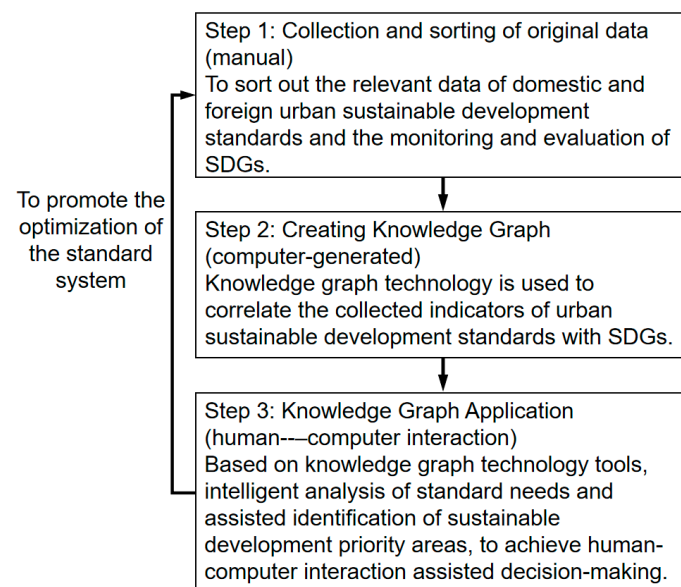 Step 1: Collection and sorting of original data
(manual)
To sort out the relevant data of domestic and
foreign urban sustainable development
standards and the monitoring and evaluation of
SDGs.
To promote the
optimization of
the standard
system
Step 2: Creating Knowledge Graph
(computer-generated)
Knowledge graph technology is used to
correlate the collected indicators of urban
sustainable development standards with SDGs.
Step 3: Knowledge Graph Application
(human--–computer interaction)
Based on knowledge graph technology tools,
intelligent analysis of standard needs and
assisted identification of sustainable
development priority areas, to achieve human-
computer interaction assisted decision-making.